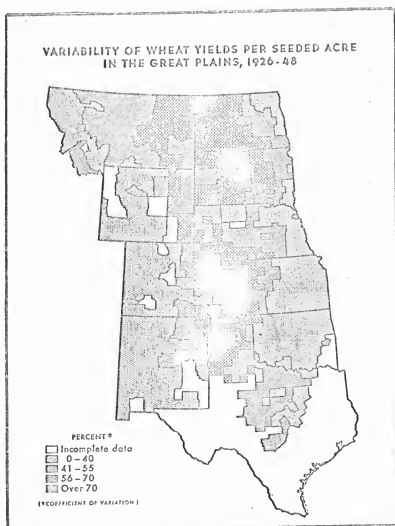 VARIABILITY OF WHEAT YIELDS PER SEEDED ACRE
IN THE GREAT PLAINS, 1926-48
PERCENT*
Incomplete data
0-40
41-55
56-70
Over 70
(*COEFFICIENT OF VARIATION)